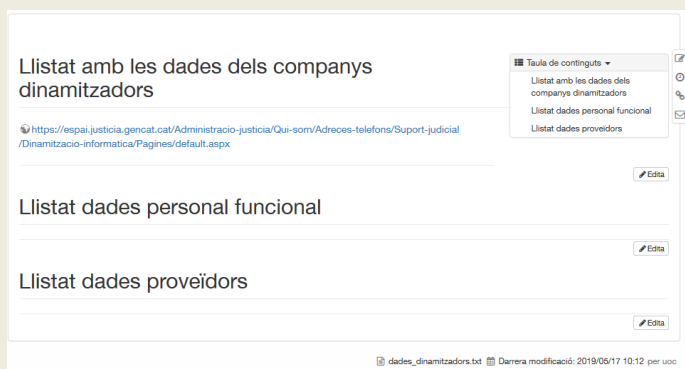 Llistat amb les dades dels companys
dinamitzadors
Taula de continguts
Llistat amb les dades dels
companys dinamitzadors
Llistat dades personal funcional
Llistat dades proveïdors
https://espai.justicia.gencat.cat/Administracio-justicia/Qui-som/Adreces-telefons/Suport-judicial
/Dinamitzacio-informatica/Pagines/default.aspx
Edita
Llistat dades personal funcional
Edita
Llistat dades proveïdors
Edita
dades_dinamitzadors.txt Darrera modificació: 2019/05/17 10:12 per uoc